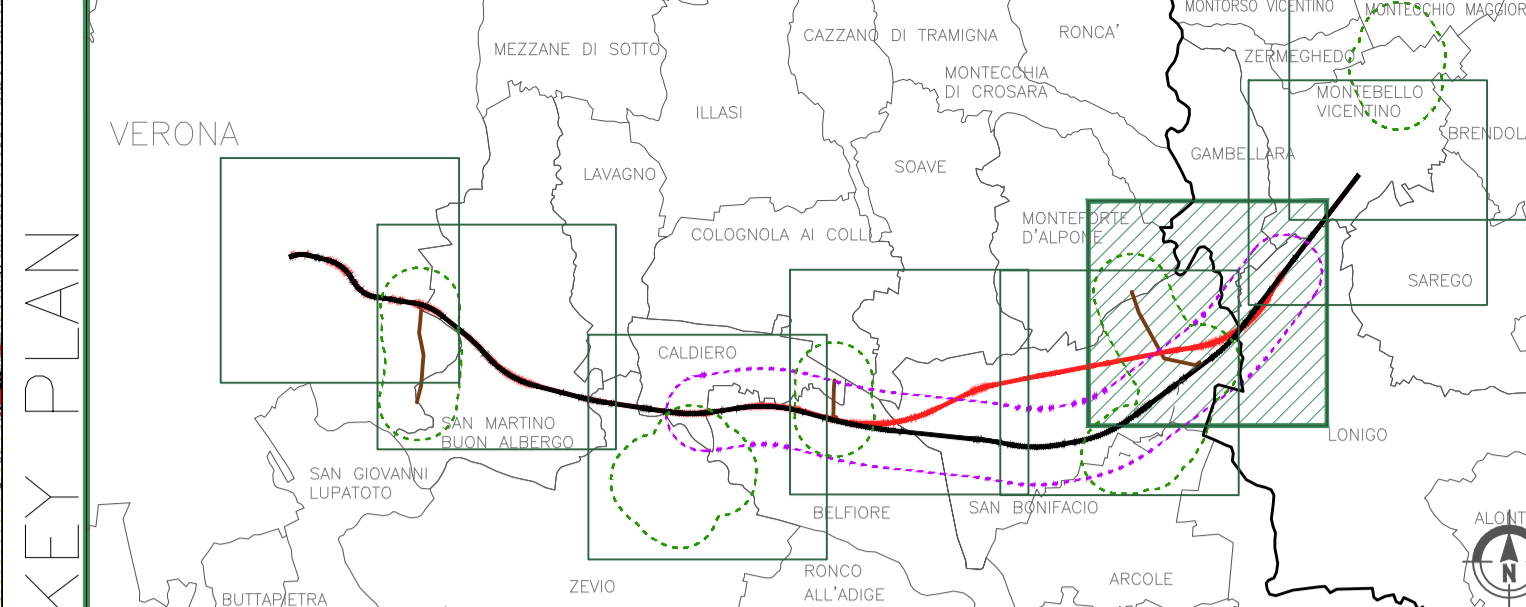 KEY PLAN
MONTORSO VICENTINO
MONTECCHIO MAGGIOR
CAZZANO DI TRAMIGNA
RONCA'
MEZZANE DI SOTTO
ZERMEGHEDO
MONTECCHIA
DI CROSARA
MONTEBELLO
VICENTINO
ILLASI
VERONA
BRENDOLA
GAMBELLARA
SOAVE
LAVAGNO
MONTEFORTE
D'ALPONE
COLOGNOLA AI COLLI
SAREGO
CALDIERO
SAN MARTINO
BUON ALBERGO
LONIGO
SAN GIOVANNI
LUPATOTO
BELFIORE
SAN BONIFACIO
ALONT
RONCO
ALL'ADIGE
ARCOLE
ZEVIO
BUTTAPIETRA
N